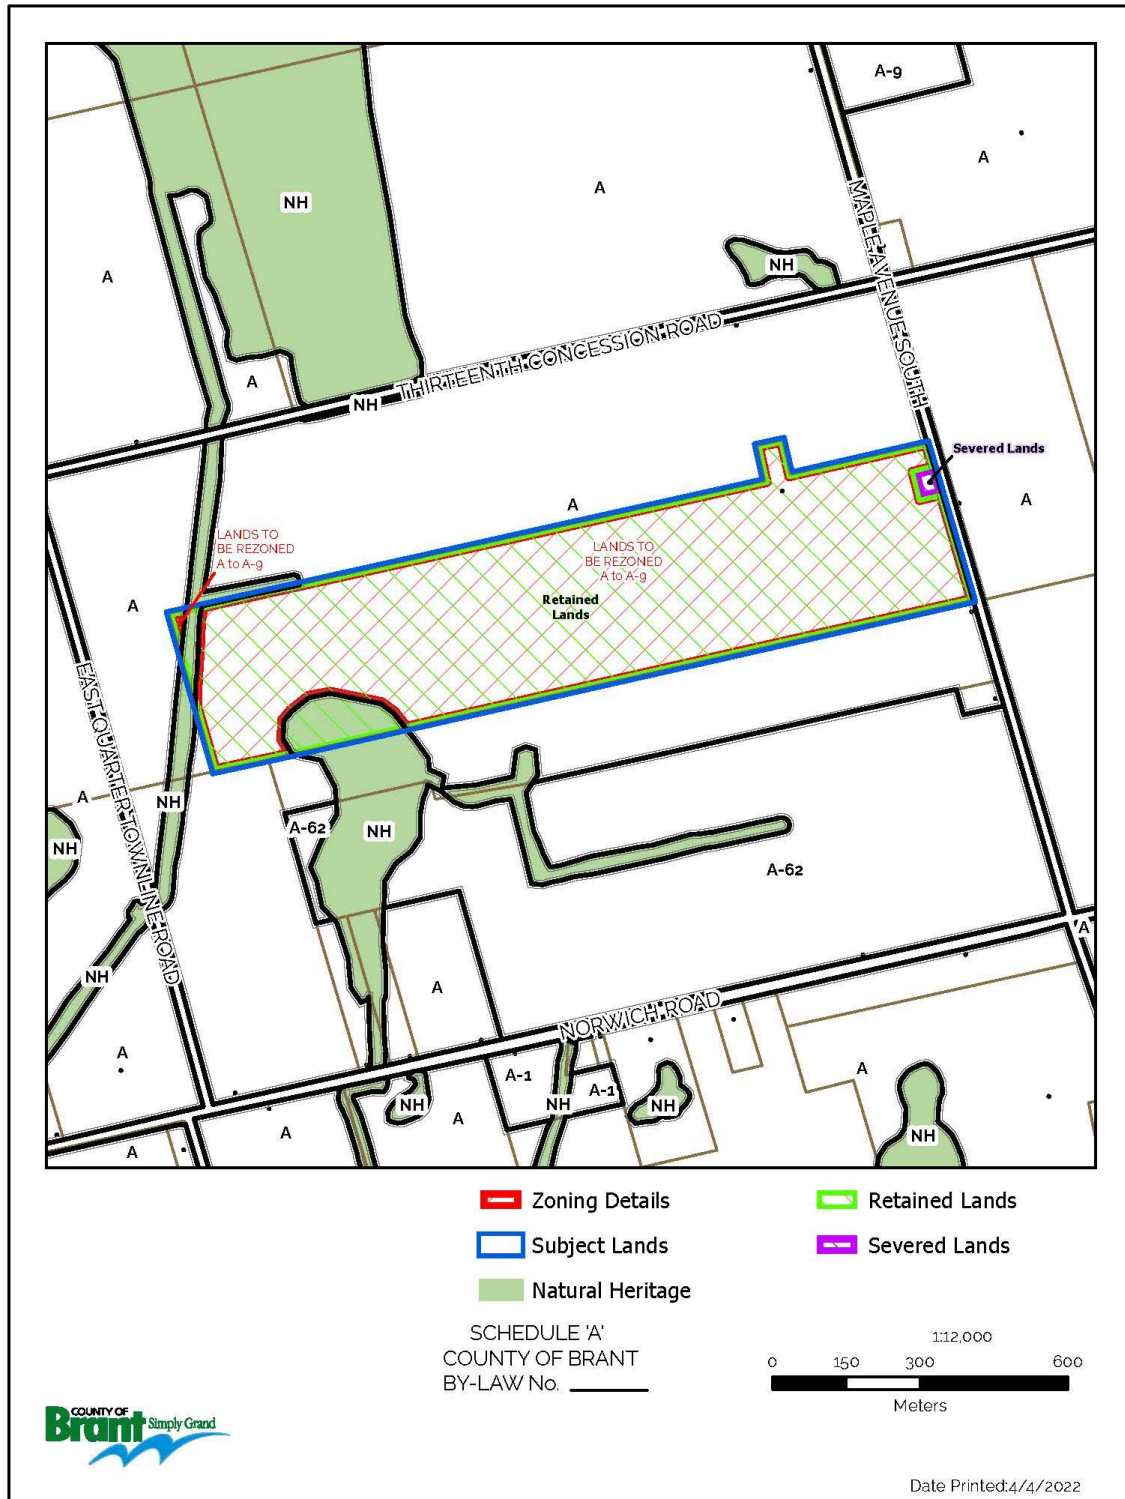 A-9
A
A
NH
MAPLE AVENUE SOUTH
NH
A
THIRTEENTH CONCESSION ROAD
A
NH
Severed Lands
A
A
LANDS TO
BE REZONED
A to A-9
LANDS TO
BE REZONED
A to A-9
Retained
Lands
A
EAST QUARTER TOWNLINE ROAD
A
NH
NH
A-62
NH
A-62
A
NH
A
NORWICH ROAD
A
A-1
A-1
A
NH
NH
NH
A
A
NH
A
Zoning Details
Retained Lands
Subject Lands
Severed Lands
Natural Heritage
SCHEDULE 'A'
COUNTY OF BRANT
BY-LAW No. ________
1:12,000
0 150 300 600
Meters
COUNTY OF
Brant Simply Grand
Date Printed:4/4/2022